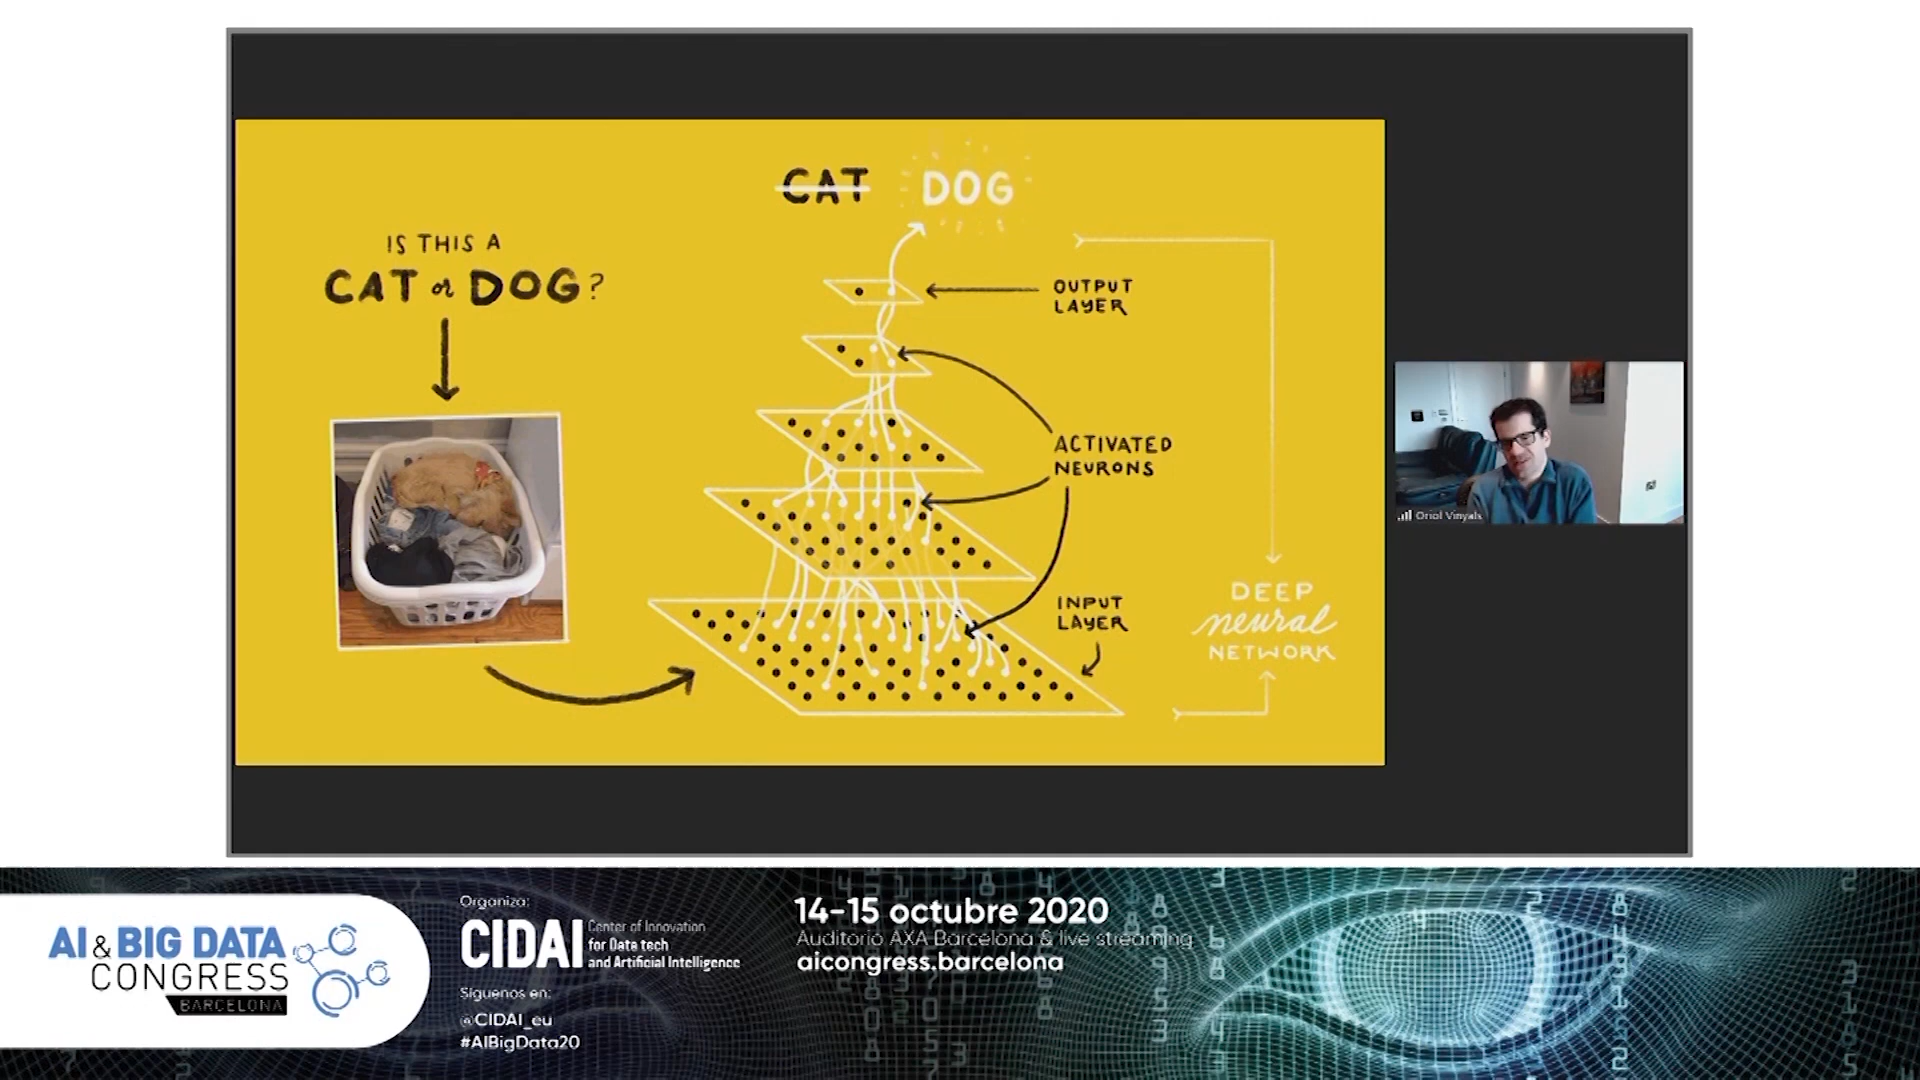 CAT DOG
IS THIS A
CAT or DOG?
OUTPUT
LAYER
ACTIVATED
NEURONS
INPUT
LAYER
DEEP
neural
NETWORK
Oriol Vinyals
AI & BIG DATA
CONGRESS
BARCELONA
Organiza:
CIDAI
Center of Innovation
for Data tech
and Artificial Intelligence
Síguenos en:
@CIDAI_eu
#AIBigData20
14-15 octubre 2020
Auditorio AXA Barcelona & live streaming
aicongress.barcelona